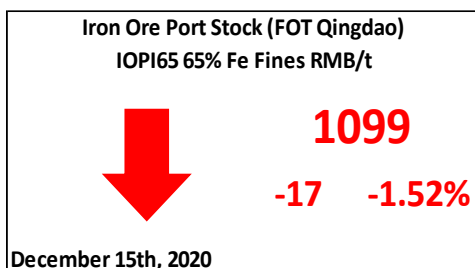 Iron Ore Port Stock (FOT Qingdao)
IOPI65 65% Fe Fines RMB/t
1099
-17 -1.52%
December 15th, 2020